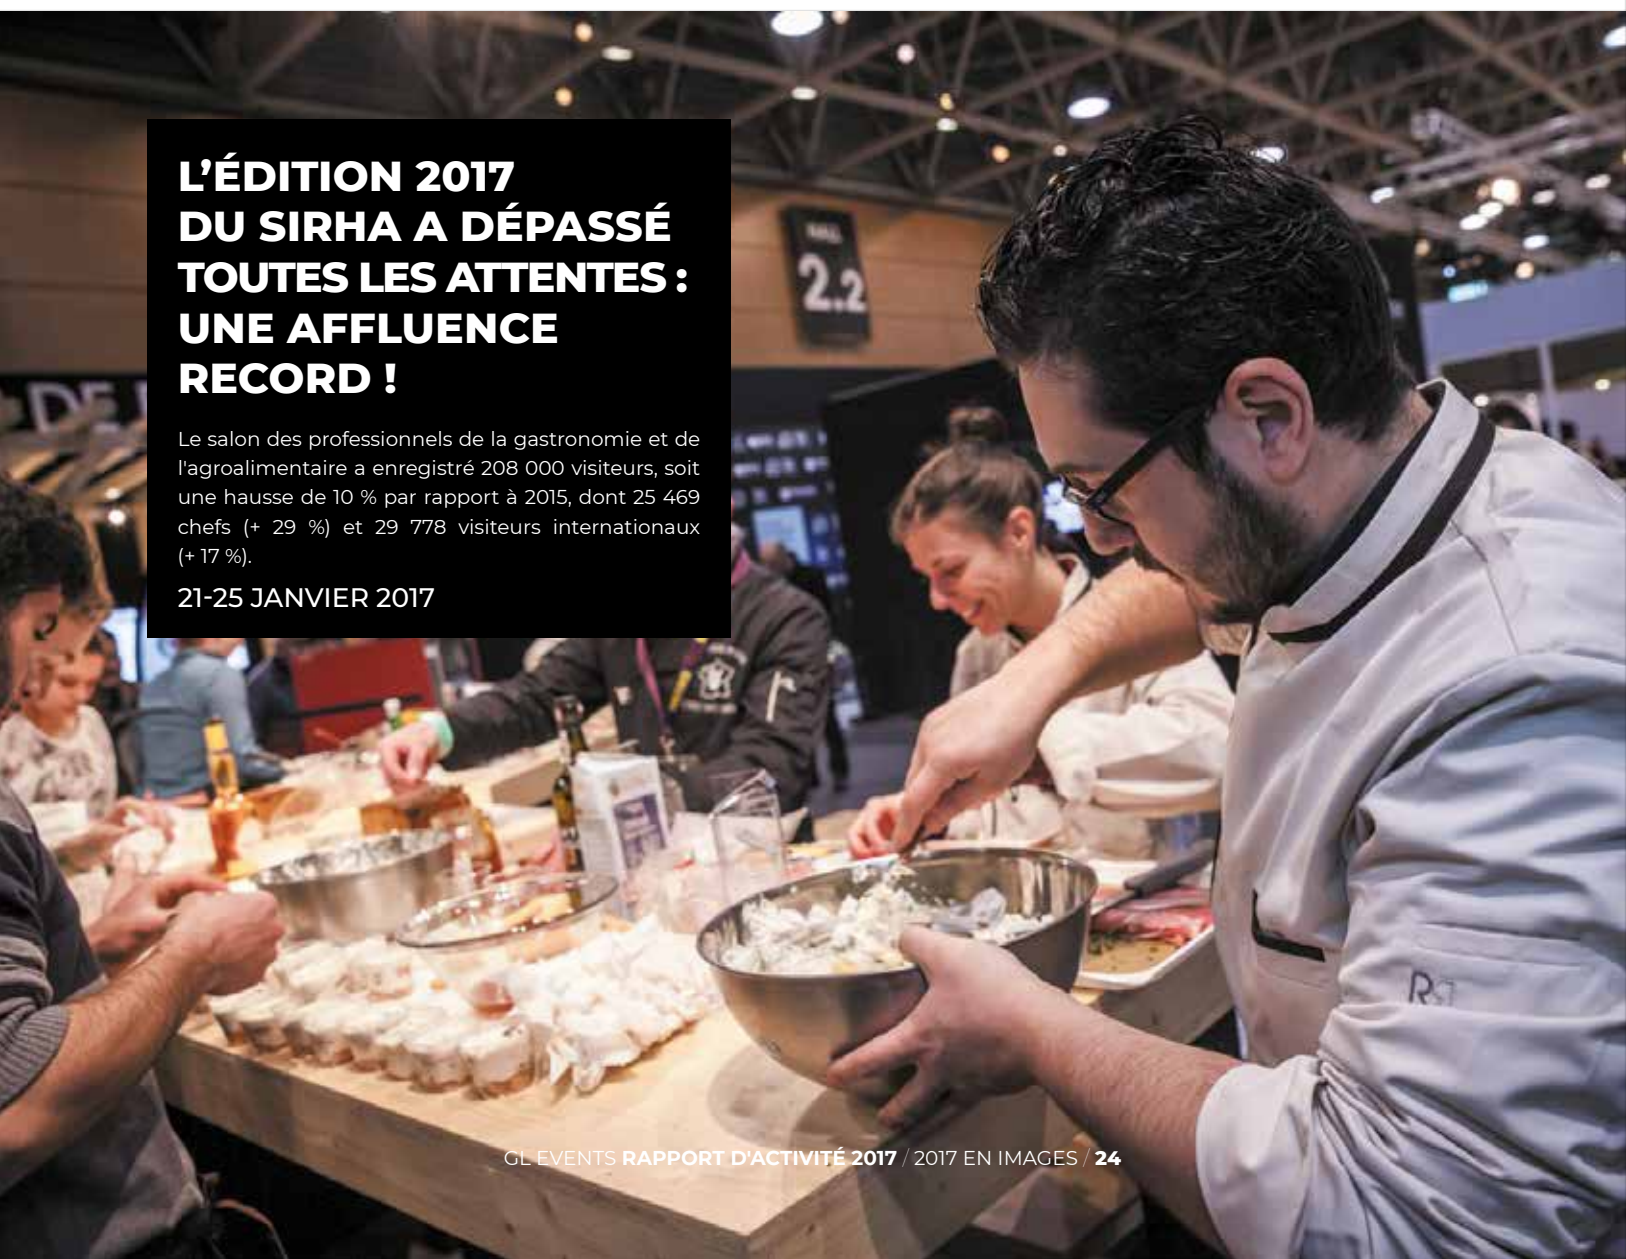 L’ÉDITION 2017
DU SIRHA A DÉPASSÉ
TOUTES LES ATTENTES :
UNE AFFLUENCE
RECORD !
Le salon des professionnels de la gastronomie et de
l'agroalimentaire a enregistré 208 000 visiteurs, soit
une hausse de 10 % par rapport à 2015, dont 25 469
chefs (+ 29 %) et 29 778 visiteurs internationaux
(+ 17 %).
21-25 JANVIER 2017
HALL
2.2
DE
GL EVENTS RAPPORT D'ACTIVITÉ 2017 / 2017 EN IMAGES / 24